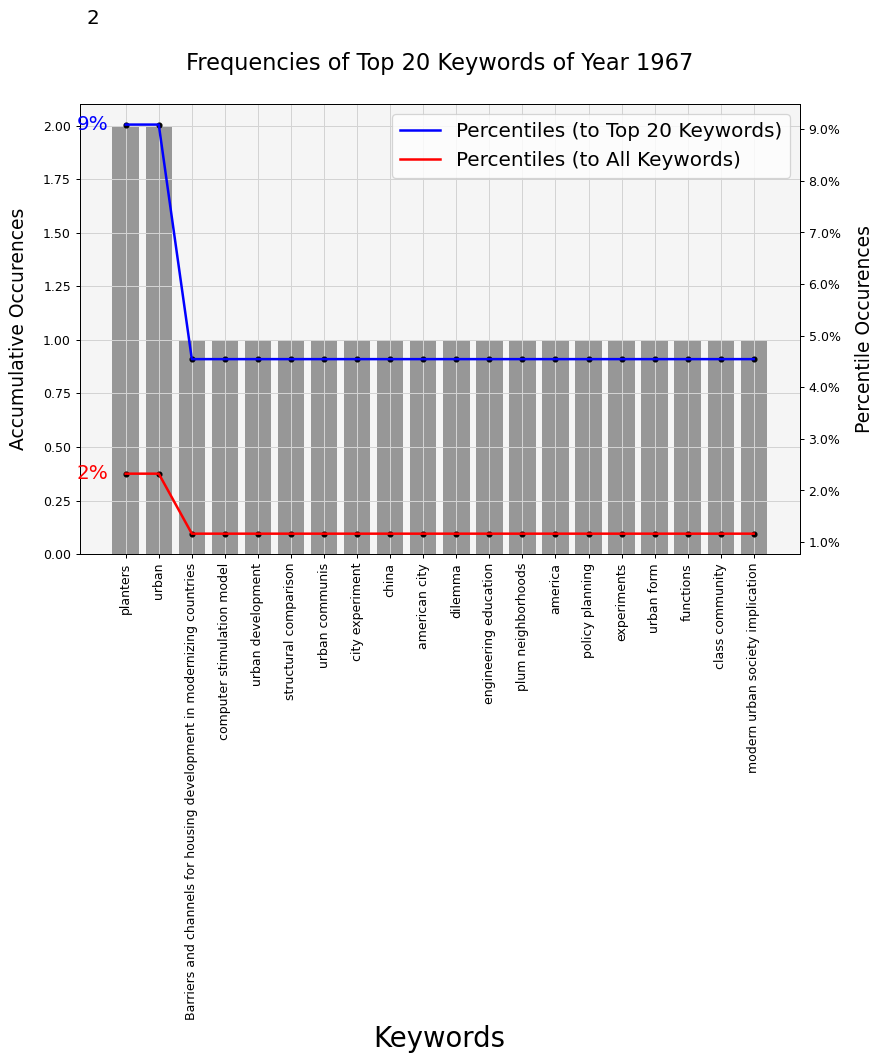 2
Frequencies of Top 20 Keywords of Year 1967
9%
2%
Percentiles (to Top 20 Keywords)
Percentiles (to All Keywords)
Accumulative Occurences
2.00
1.75
1.50
1.25
1.00
0.75
0.50
0.25
0.00
9.0%
8.0%
7.0%
6.0%
5.0%
4.0%
3.0%
2.0%
1.0%
Percentile Occurences
planters
urban
Barriers and channels for housing development in modernizing countries
computer stimulation model
urban development
structural comparison
urban communis
city experiment
china
american city
dilemma
engineering education
plum neighborhoods
america
policy planning
experiments
urban form
functions
class community
modern urban society implication
Keywords